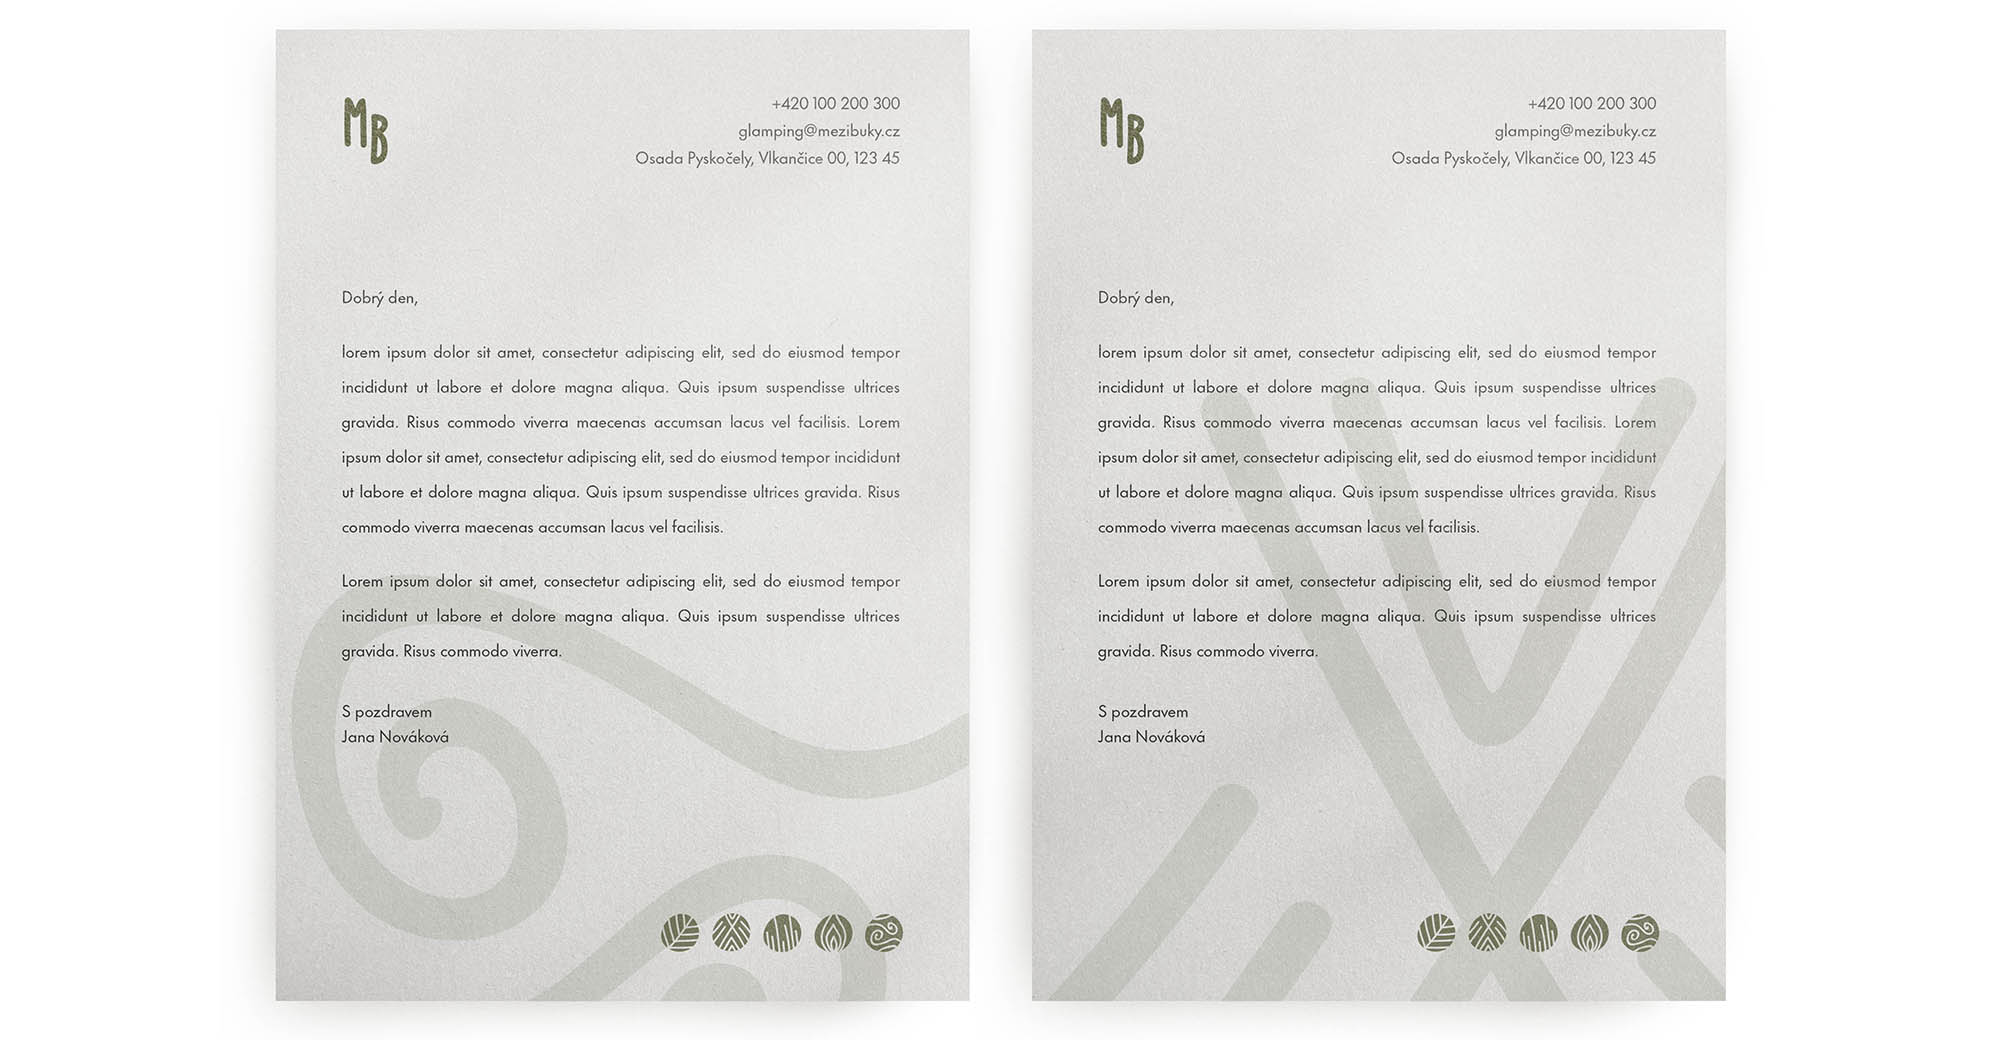 MB
+420 100 200 300
glamping@mezibuky.cz
Osada Pyskočely, Vlkančice 00, 123 45
Dobrý den,
lorem ipsum dolor sit amet, consectetur adipiscing elit, sed do eiusmod tempor
incididunt ut labore et dolore magna aliqua. Quis ipsum suspendisse ultrices
gravida. Risus commodo viverra maecenas accumsan lacus vel facilisis. Lorem
ipsum dolor sit amet, consectetur adipiscing elit, sed do eiusmod tempor incididunt
ut labore et dolore magna aliqua. Quis ipsum suspendisse ultrices gravida. Risus
commodo viverra maecenas accumsan lacus vel facilisis.
Lorem ipsum dolor sit amet, consectetur adipiscing elit, sed do eiusmod tempor
incididunt ut labore et dolore magna aliqua. Quis ipsum suspendisse ultrices
gravida. Risus commodo viverra.
S pozdravem
Jana Nováková
MB
+420 100 200 300
glamping@mezibuky.cz
Osada Pyskočely, Vlkančice 00, 123 45
Dobrý den,
lorem ipsum dolor sit amet, consectetur adipiscing elit, sed do eiusmod tempor
incididunt ut labore et dolore magna aliqua. Quis ipsum suspendisse ultrices
gravida. Risus commodo viverra maecenas accumsan lacus vel facilisis. Lorem
ipsum dolor sit amet, consectetur adipiscing elit, sed do eiusmod tempor incididunt
ut labore et dolore magna aliqua. Quis ipsum suspendisse ultrices gravida. Risus
commodo viverra maecenas accumsan lacus vel facilisis.
Lorem ipsum dolor sit amet, consectetur adipiscing elit, sed do eiusmod tempor
incididunt ut labore et dolore magna aliqua. Quis ipsum suspendisse ultrices
gravida. Risus commodo viverra.
S pozdravem
Jana Nováková